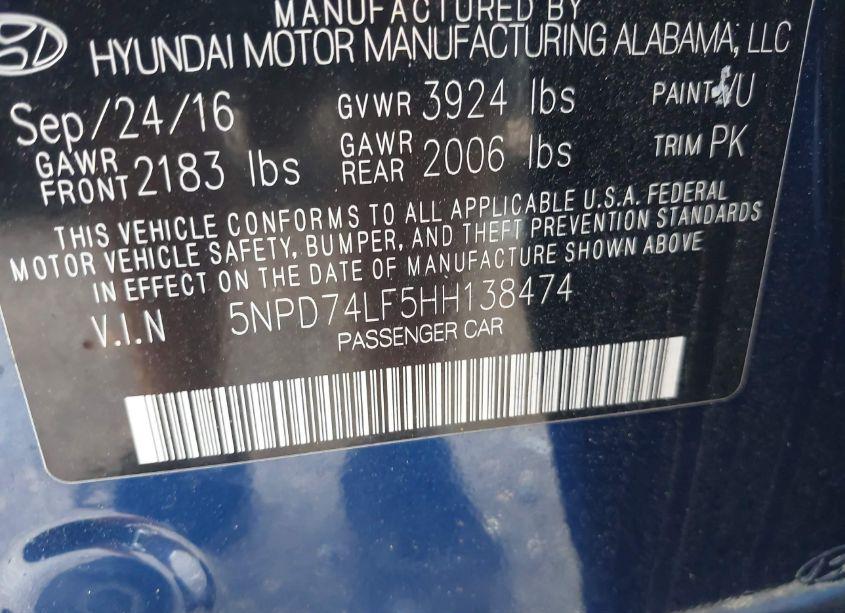 MANUFACTURED BY
HYUNDAI MOTOR MANUFACTURING ALABAMA, LLC
Sep/24/16 GVWR 3924 lbs PAINT
GAWR FRONT 2183 lbs GAWR REAR 2006 lbs TRIM PK
THIS VEHICLE CONFORMS TO ALL APPLICABLE U.S.A. FEDERAL
MOTOR VEHICLE SAFETY, BUMPER, AND THEFT PREVENTION STANDARDS
IN EFFECT ON THE DATE OF MANUFACTURE SHOWN ABOVE
V.I.N 5NPD74LF5HH138474
PASSENGER CAR